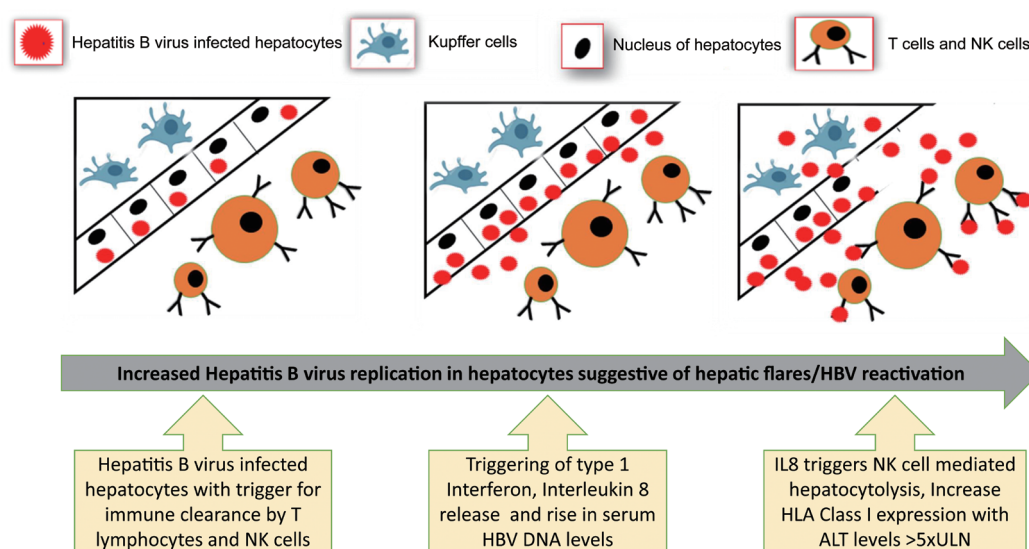 Hepatitis B virus infected hepatocytes
Kupffer cells
Nucleus of hepatocytes
T cells and NK cells
Increased Hepatitis B virus replication in hepatocytes suggestive of hepatic flares/HBV reactivation
Hepatitis B virus infected
hepatocytes with trigger for
immune clearance by T
lymphocytes and NK cells
Triggering of type 1
Interferon, Interleukin 8
release and rise in serum
HBV DNA levels
IL8 triggers NK cell mediated
hepatocytolysis, Increase
HLA Class I expression with
ALT levels >5xULN